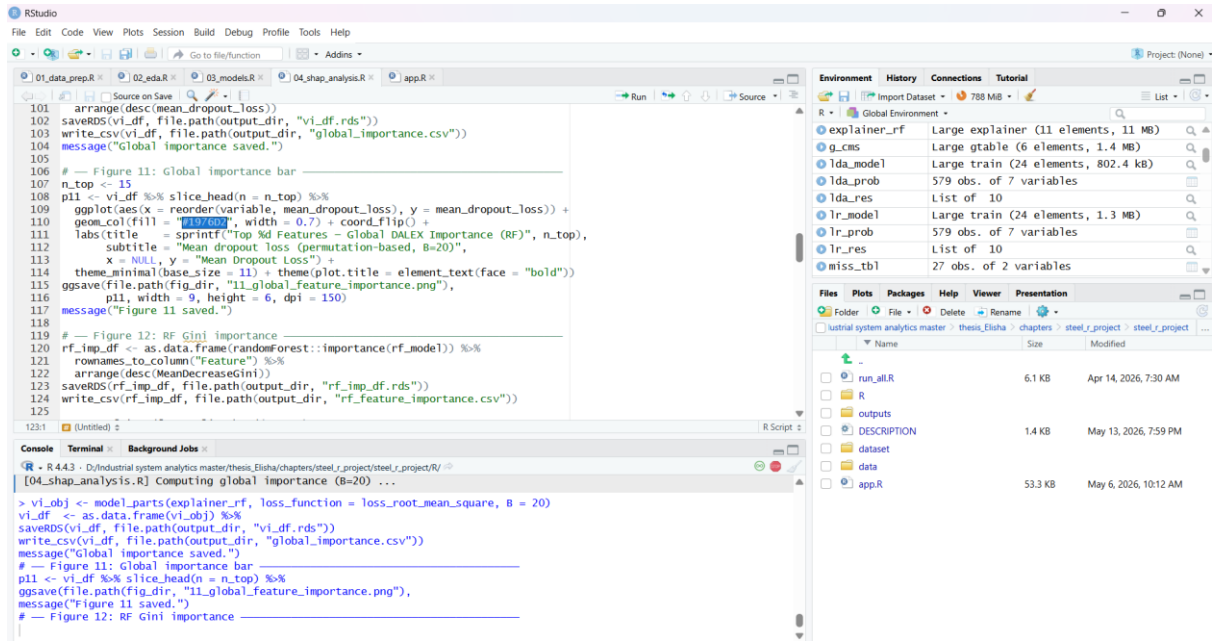 RStudio
File Edit Code View Plots Session Build Debug Profile Tools Help
Go to file/function
Addins
Project: (None)
01_data_prep.R
02_eda.R
03_models.R
04_shap_analysis.R
app.R
Source on Save
Run
Source
101 arrange(desc(mean_dropout_loss))
102 saveRDS(vi_df, file.path(output_dir, "vi_df.rds"))
103 write_csv(vi_df, file.path(output_dir, "global_importance.csv"))
104 message("Global importance saved.")
105
106 # — Figure 11: Global importance bar
107 n_top <- 15
108 p11 <- vi_df %>% slice_head(n = n_top) %>%
109 ggplot(aes(x = reorder(variable, mean_dropout_loss), y = mean_dropout_loss)) +
110 geom_col(fill = "#1976D2", width = 0.7) + coord_flip() +
111 labs(title = sprintf("Top %d Features — Global DALEX Importance (RF)", n_top),
112 subtitle = "Mean dropout loss (permutation-based, B=20)",
113 x = NULL, y = "Mean Dropout Loss") +
114 theme_minimal(base_size = 11) + theme(plot.title = element_text(face = "bold"))
115 ggsave(file.path(fig_dir, "11_global_feature_importance.png"),
116 p11, width = 9, height = 6, dpi = 150)
117 message("Figure 11 saved.")
118
119 # — Figure 12: RF Gini importance
120 rf_imp_df <- as.data.frame(randomForest::importance(rf_model)) %>%
121 rownames_to_column("Feature") %>%
122 arrange(desc(MeanDecreaseGini))
123 saveRDS(rf_imp_df, file.path(output_dir, "rf_imp_df.rds"))
124 write_csv(rf_imp_df, file.path(output_dir, "rf_feature_importance.csv"))
125
123:1 (Untitled) R Script
Console Terminal Background Jobs
R - R 4.4.3 · D:/Industrial system analytics master/thesis_Elisha/chapters/steel_r_project/steel_r_project/R/
[04_shap_analysis.R] Computing global importance (B=20) ...
> vi_obj <- model_parts(explainer_rf, loss_function = loss_root_mean_square, B = 20)
vi_df <- as.data.frame(vi_obj) %>%
saveRDS(vi_df, file.path(output_dir, "vi_df.rds"))
write_csv(vi_df, file.path(output_dir, "global_importance.csv"))
message("Global importance saved.")
# — Figure 11: Global importance bar
p11 <- vi_df %>% slice_head(n = n_top) %>%
ggsave(file.path(fig_dir, "11_global_feature_importance.png"),
message("Figure 11 saved.")
# — Figure 12: RF Gini importance
Environment History Connections Tutorial
Import Dataset 788 MiB List
R Global Environment
explainer_rf Large explainer (11 elements, 11 MB)
g_cms Large gtable (6 elements, 1.4 MB)
lda_model Large train (24 elements, 802.4 kB)
lda_prob 579 obs. of 7 variables
lda_res List of 10
lr_model Large train (24 elements, 1.3 MB)
lr_prob 579 obs. of 7 variables
lr_res List of 10
miss_tbl 27 obs. of 2 variables
Files Plots Packages Help Viewer Presentation
Folder File Delete Rename
lustrial system analytics master > thesis_Elisha > chapters > steel_r_project > steel_r_project ...
Name Size Modified
..
run_all.R 6.1 KB Apr 14, 2026, 7:30 AM
R
outputs
DESCRIPTION 1.4 KB May 13, 2026, 7:59 PM
dataset
data
app.R 53.3 KB May 6, 2026, 10:12 AM